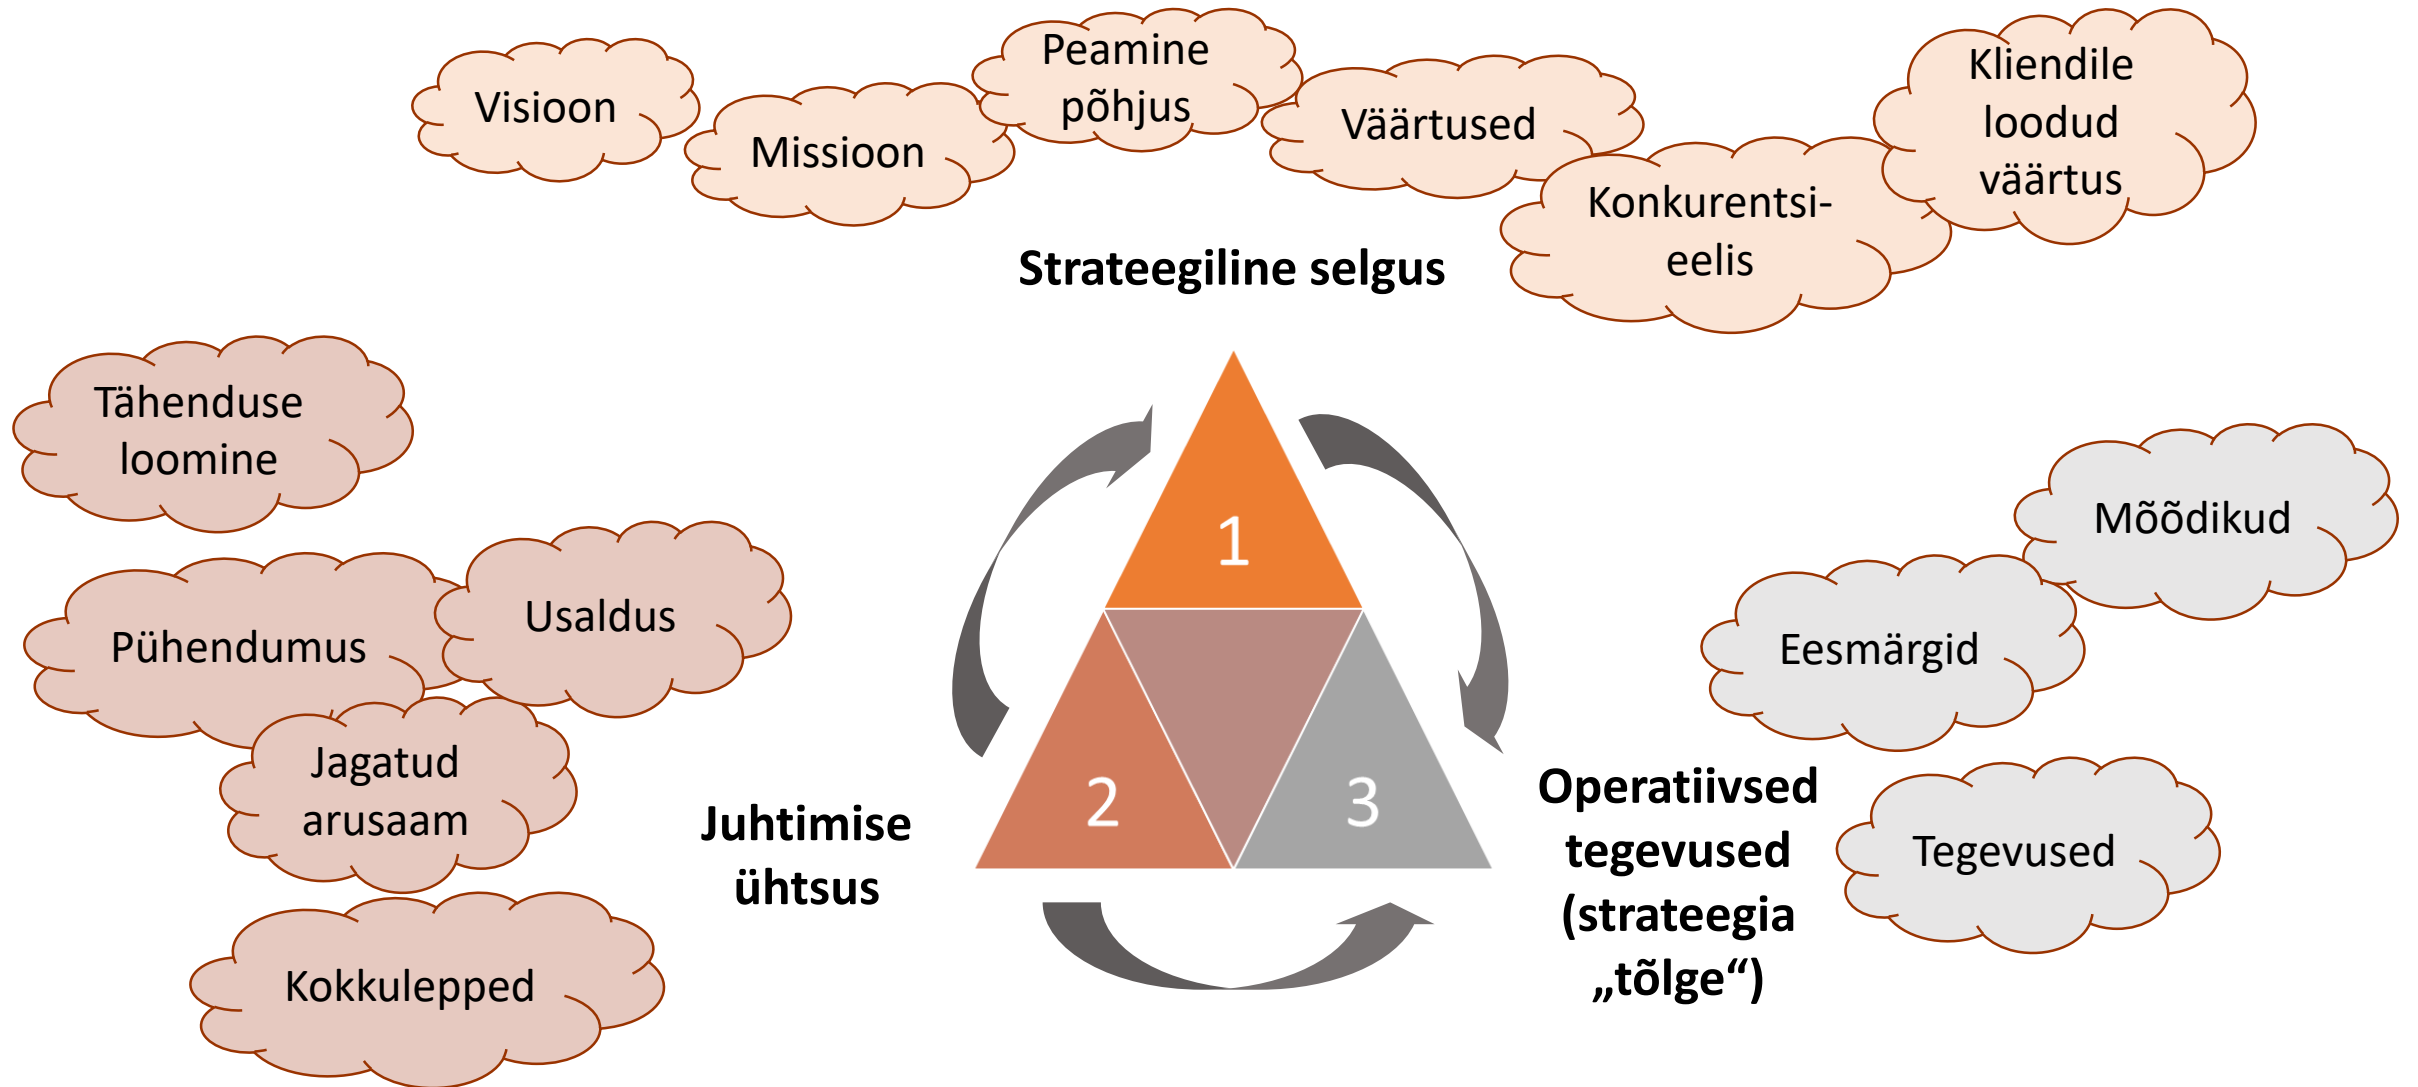 Visioon
Missioon
Peamine
põhjus
Väärtused
Konkurentsi-
eelis
Kliendile
loodud
väärtus
Strateegiline selgus
Tähenduse
loomine
Pühendumus
Usaldus
Jagatud
arusaam
Kokkulepped
Juhtimise
ühtsus
1
2
3
Mõõdikud
Eesmärgid
Tegevused
Operatiivsed
tegevused
(strateegia
„tõlge“)